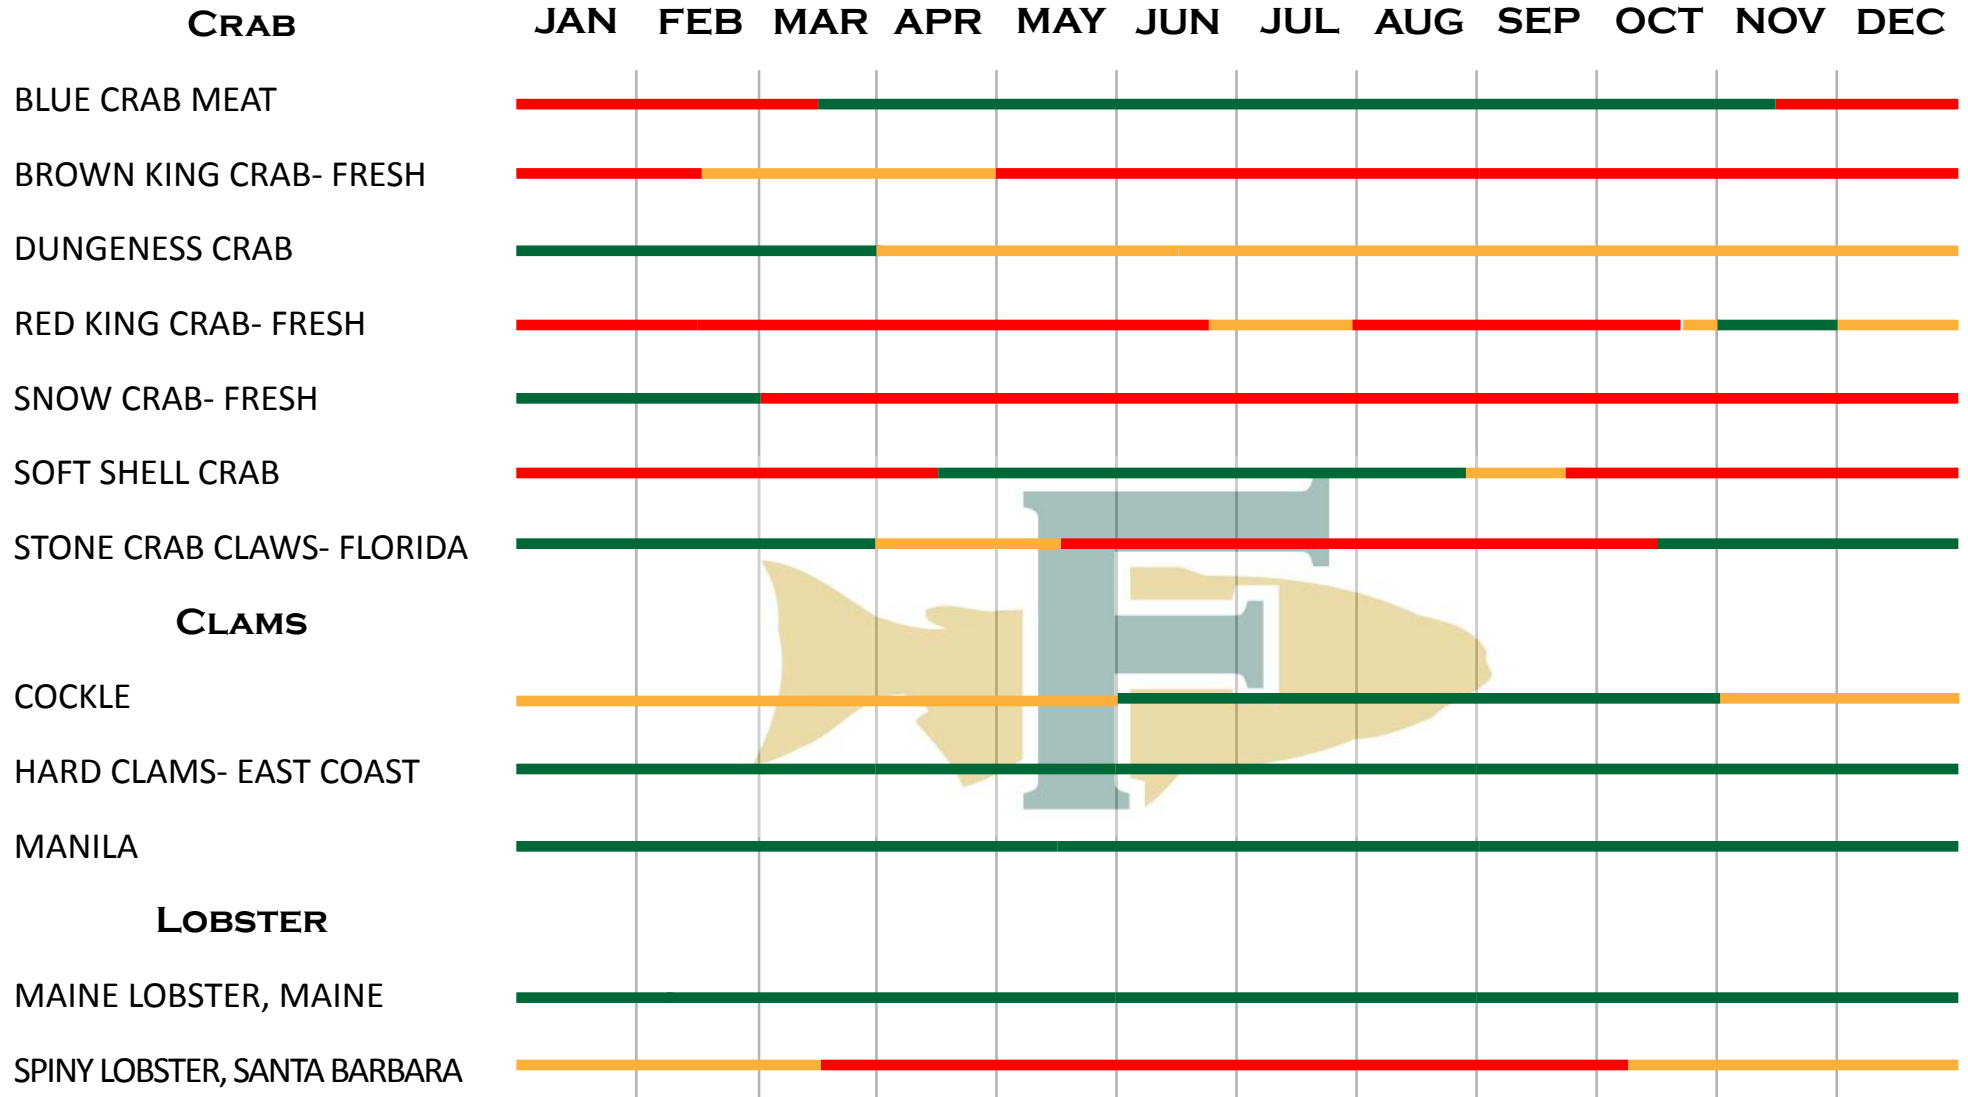 CRAB JAN FEB MAR APR MAY JUN JUL AUG SEP OCT NOV DEC
BLUE CRAB MEAT
BROWN KING CRAB- FRESH
DUNGENESS CRAB
RED KING CRAB- FRESH
SNOW CRAB- FRESH
SOFT SHELL CRAB
STONE CRAB CLAWS- FLORIDA
CLAMS
COCKLE
HARD CLAMS- EAST COAST
MANILA
LOBSTER
MAINE LOBSTER, MAINE
SPINY LOBSTER, SANTA BARBARA
F